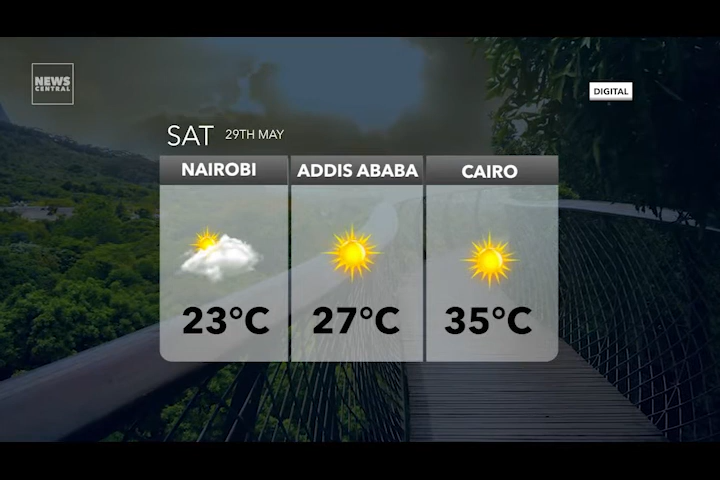 NEWS
CENTRAL
DIGITAL
SAT 29TH MAY
NAIROBI ADDIS ABABA CAIRO
23°C 27°C 35°C